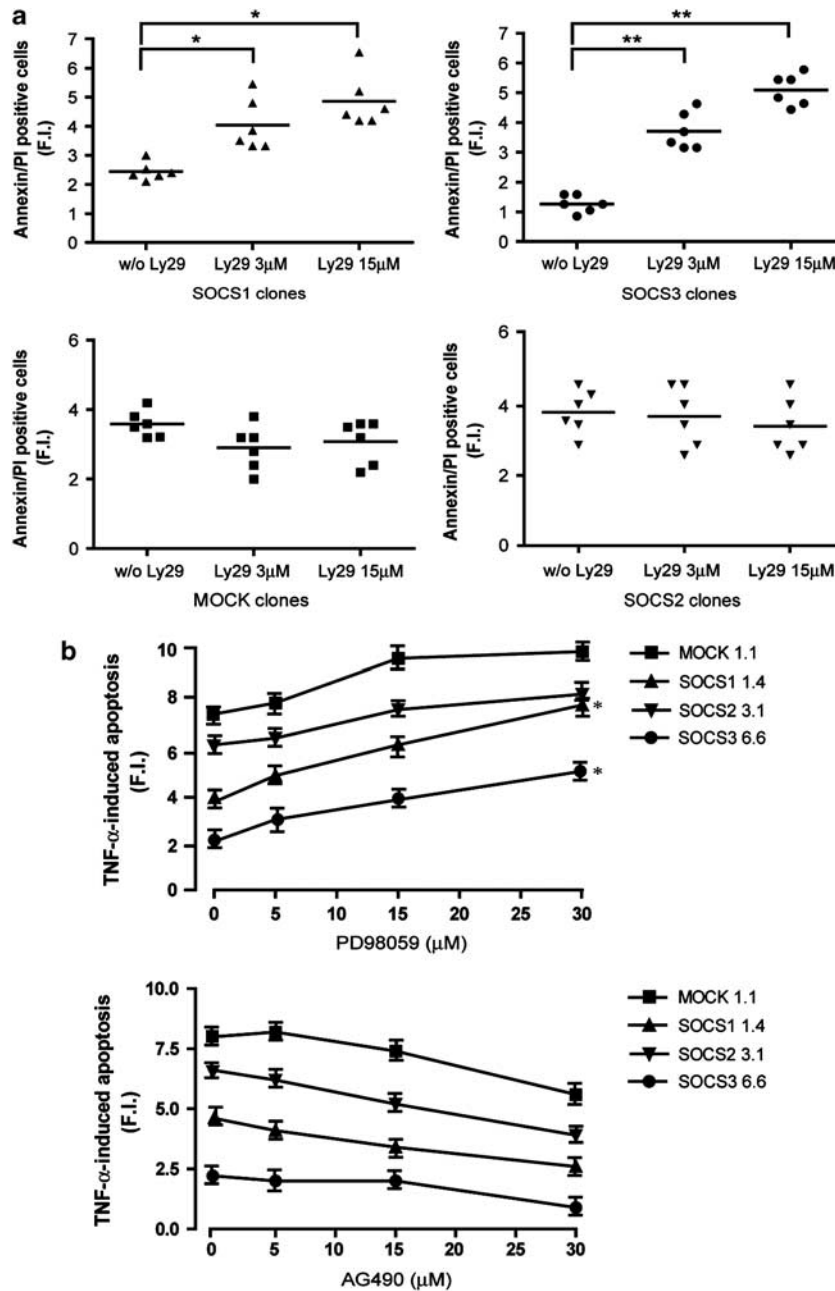 a
*
*
7
6
5
4
3
2
1
0
Annexin/PI positive cells
(F.I.)
w/o Ly29 Ly29 3μM Ly29 15μM
SOCS1 clones
**
**
7
6
5
4
3
2
1
0
Annexin/PI positive cells
(F.I.)
w/o Ly29 Ly29 3μM Ly29 15μM
SOCS3 clones
6
4
2
0
Annexin/PI positive cells
(F.I.)
w/o Ly29 Ly29 3μM Ly29 15μM
MOCK clones
6
4
2
0
Annexin/PI positive cells
(F.I.)
w/o Ly29 Ly29 3μM Ly29 15μM
SOCS2 clones
b
10
8
6
4
2
0
TNF-α-induced apoptosis
(F.I.)
*
*
0 5 10 15 20 25 30
PD98059 (μM)
MOCK 1.1
SOCS1 1.4
SOCS2 3.1
SOCS3 6.6
10.0
7.5
5.0
2.5
0.0
TNF-α-induced apoptosis
(F.I.)
0 5 10 15 20 25 30
AG490 (μM)
MOCK 1.1
SOCS1 1.4
SOCS2 3.1
SOCS3 6.6